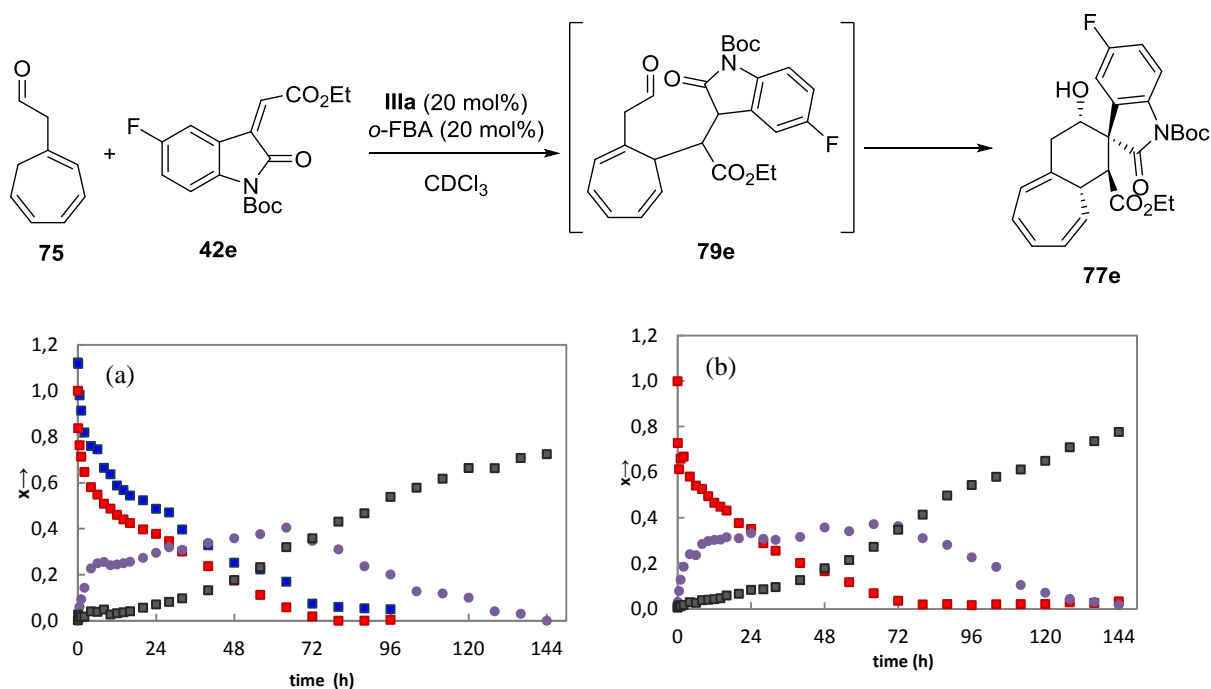 O
75
+
F
CO2Et
O
N
Boc
42e
IIIa (20 mol%)
o-FBA (20 mol%)
CDCl3
Boc
N
O
O
F
CO2Et
79e
F
HO
NBoc
O
CO2Et
77e
(a)
1,2
1,0
0,8
0,6
0,4
0,2
0,0
x→
0 24 48 72 96 120 144
time (h)
(b)
1,2
1,0
0,8
0,6
0,4
0,2
0,0
x→
0 24 48 72 96 120 144
time (h)